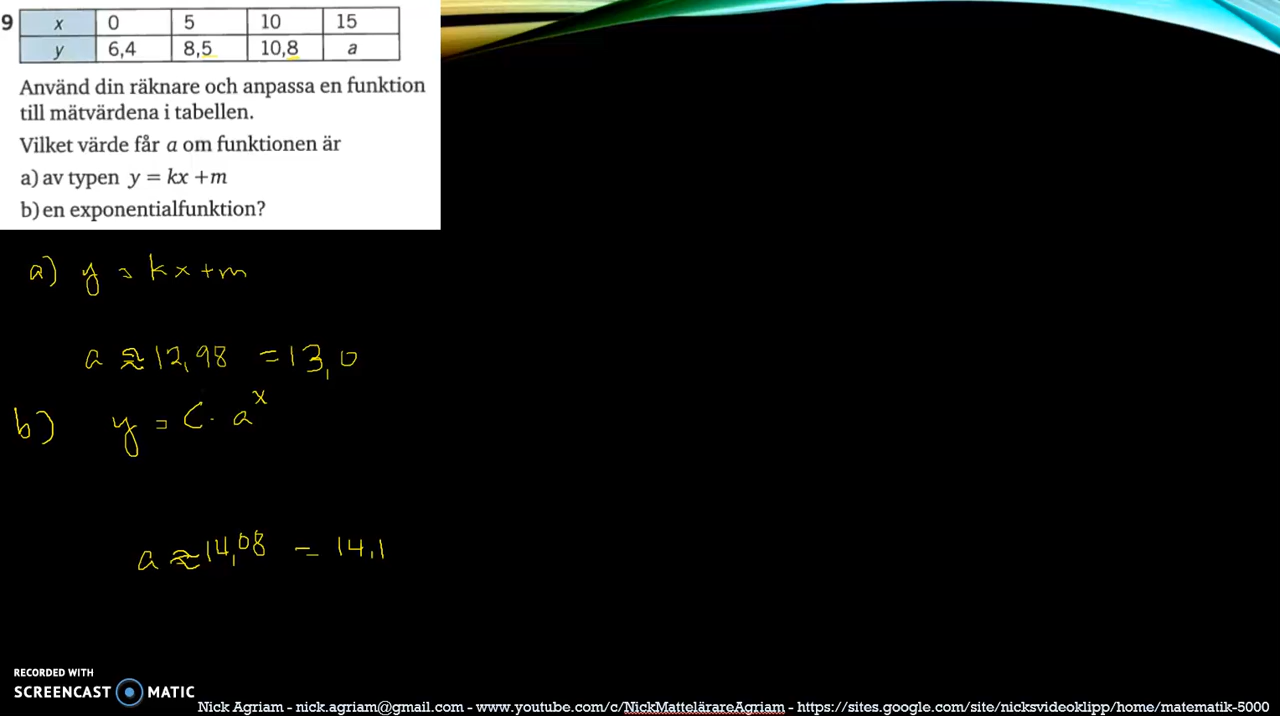 9 x 0 5 10 15
y 6,4 8,5 10,8 a
Använd din räknare och anpassa en funktion
till mätvärdena i tabellen.
Vilket värde får a om funktionen är
a) av typen y = kx + m
b) en exponentialfunktion?
a) y = kx + m
a ≈ 12,98 = 13,0
b) y = C · a^x
a ≈ 14,08 = 14,1
RECORDED WITH
SCREENCAST MATIC
Nick Agriam - nick.agriam@gmail.com - www.youtube.com/c/NickMattelärareAgriam - https://sites.google.com/site/nicksvideoklipp/home/matematik-5000